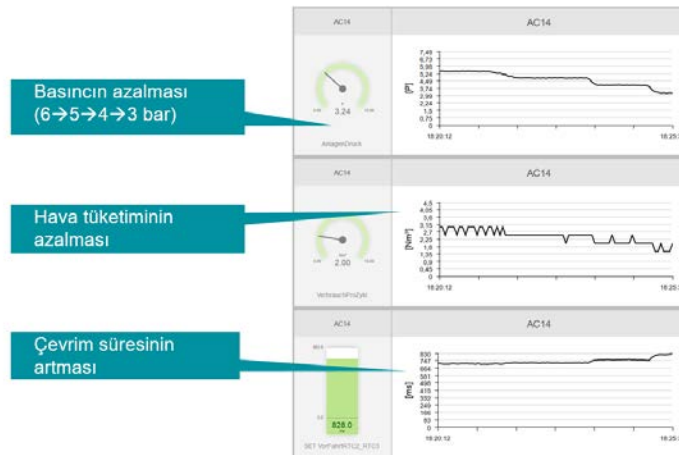 AC14
AC14
Basıncın azalması
(6→5→4→3 bar)
[P]
7,48
6,73
5,98
5,24
4,49
3,74
2,99
2,24
1,5
0,75
0
3.24
AnlagenDruck
18:20:12
18:25:
AC14
AC14
Hava tüketiminin
azalması
[Nm³]
4,5
4,05
3,6
3,15
2,7
2,25
1,8
1,35
0,9
0,45
0
2.00
VerbrauchProZykl
18:20:12
18:25:
AC14
AC14
Çevrim süresinin
artması
[ms]
830
747
664
581
498
415
332
249
166
83
0
828.0
18:20:12
18:25: